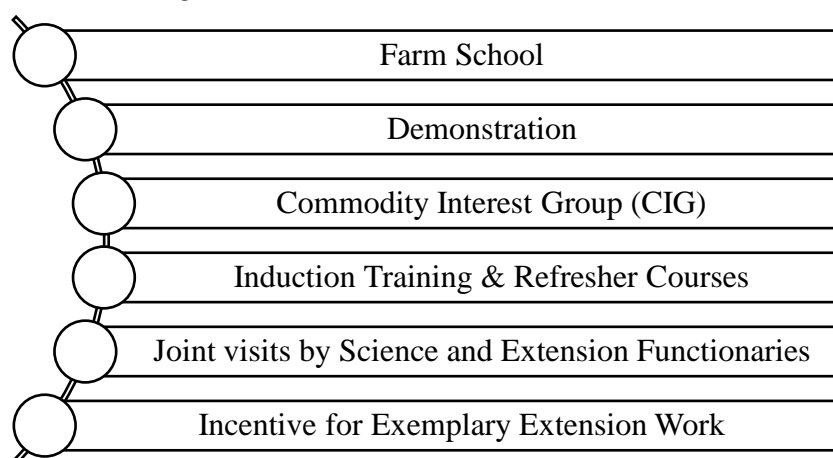 Farm School
Demonstration
Commodity Interest Group (CIG)
Induction Training & Refresher Courses
Joint visits by Science and Extension Functionaries
Incentive for Exemplary Extension Work